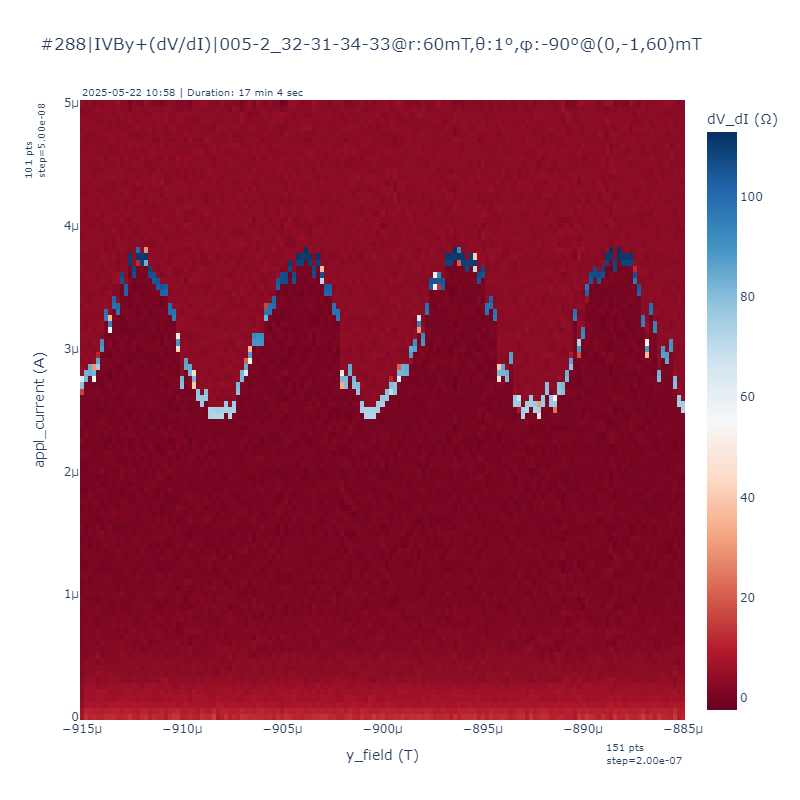 #288|IVBy+(dV/dI)|005-2_32-31-34-33@r:60mT,θ:1°,φ:-90°@(0,-1,60)mT
2025-05-22 10:58 | Duration: 17 min 4 sec
101 pts
step=5.00e-08
5μ
4μ
3μ
2μ
1μ
0
appl_current (A)
−915μ
−910μ
−905μ
−900μ
−895μ
−890μ
−885μ
y_field (T)
151 pts
step=2.00e-07
dV_dI (Ω)
100
80
60
40
20
0